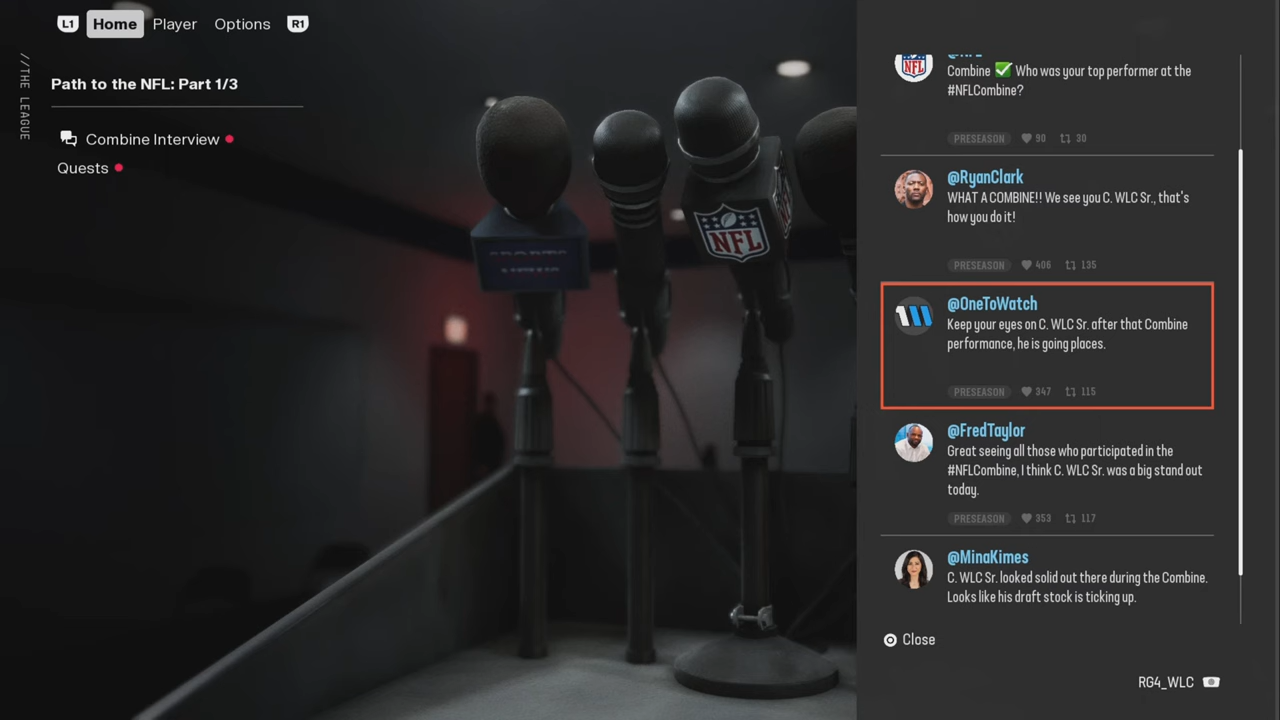 L1 Home Player Options R1
//THE LEAGUE
Path to the NFL: Part 1/3
Combine Interview
Quests
SPORTS
NEWS
NFL
NFL
@NFL
Combine ✅ Who was your top performer at the
#NFLCombine?
PRESEASON 90 30
@RyanClark
WHAT A COMBINE!! We see you C. WLC Sr., that's
how you do it!
PRESEASON 406 135
@OneToWatch
Keep your eyes on C. WLC Sr. after that Combine
performance, he is going places.
PRESEASON 347 115
@FredTaylor
Great seeing all those who participated in the
#NFLCombine, I think C. WLC Sr. was a big stand out
today.
PRESEASON 353 117
@MinaKimes
C. WLC Sr. looked solid out there during the Combine.
Looks like his draft stock is ticking up.
Close
RG4_WLC